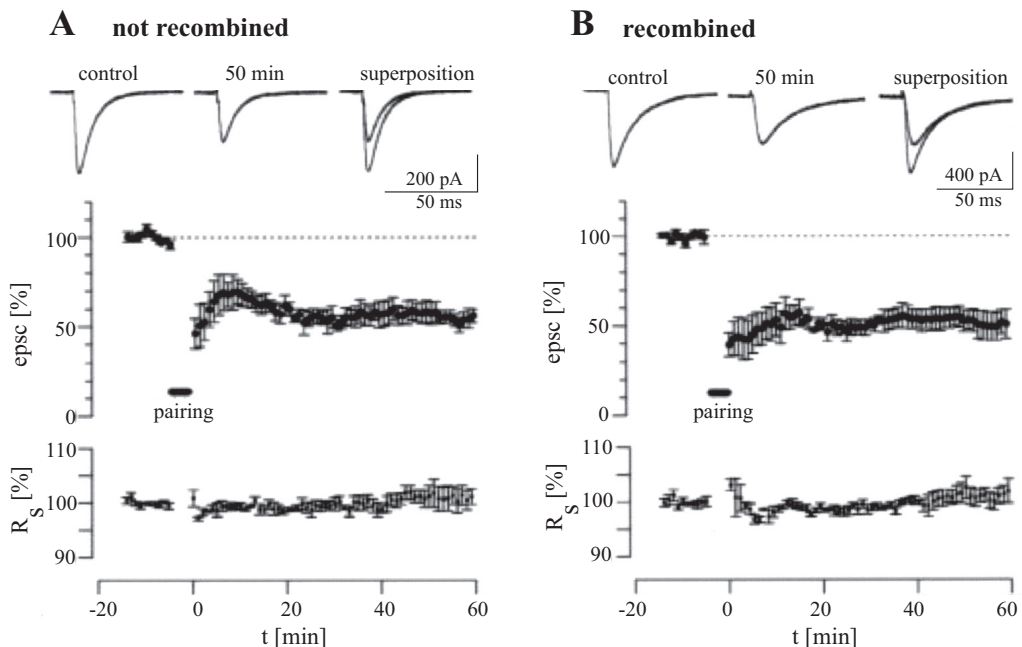 A not recombined
control 50 min superposition
200 pA
50 ms
epsc [%]
100
50
0
pairing
R_S [%]
110
100
90
-20 0 20 40 60
t [min]
B recombined
control 50 min superposition
400 pA
50 ms
epsc [%]
100
50
0
pairing
R_S [%]
110
100
90
-20 0 20 40 60
t [min]